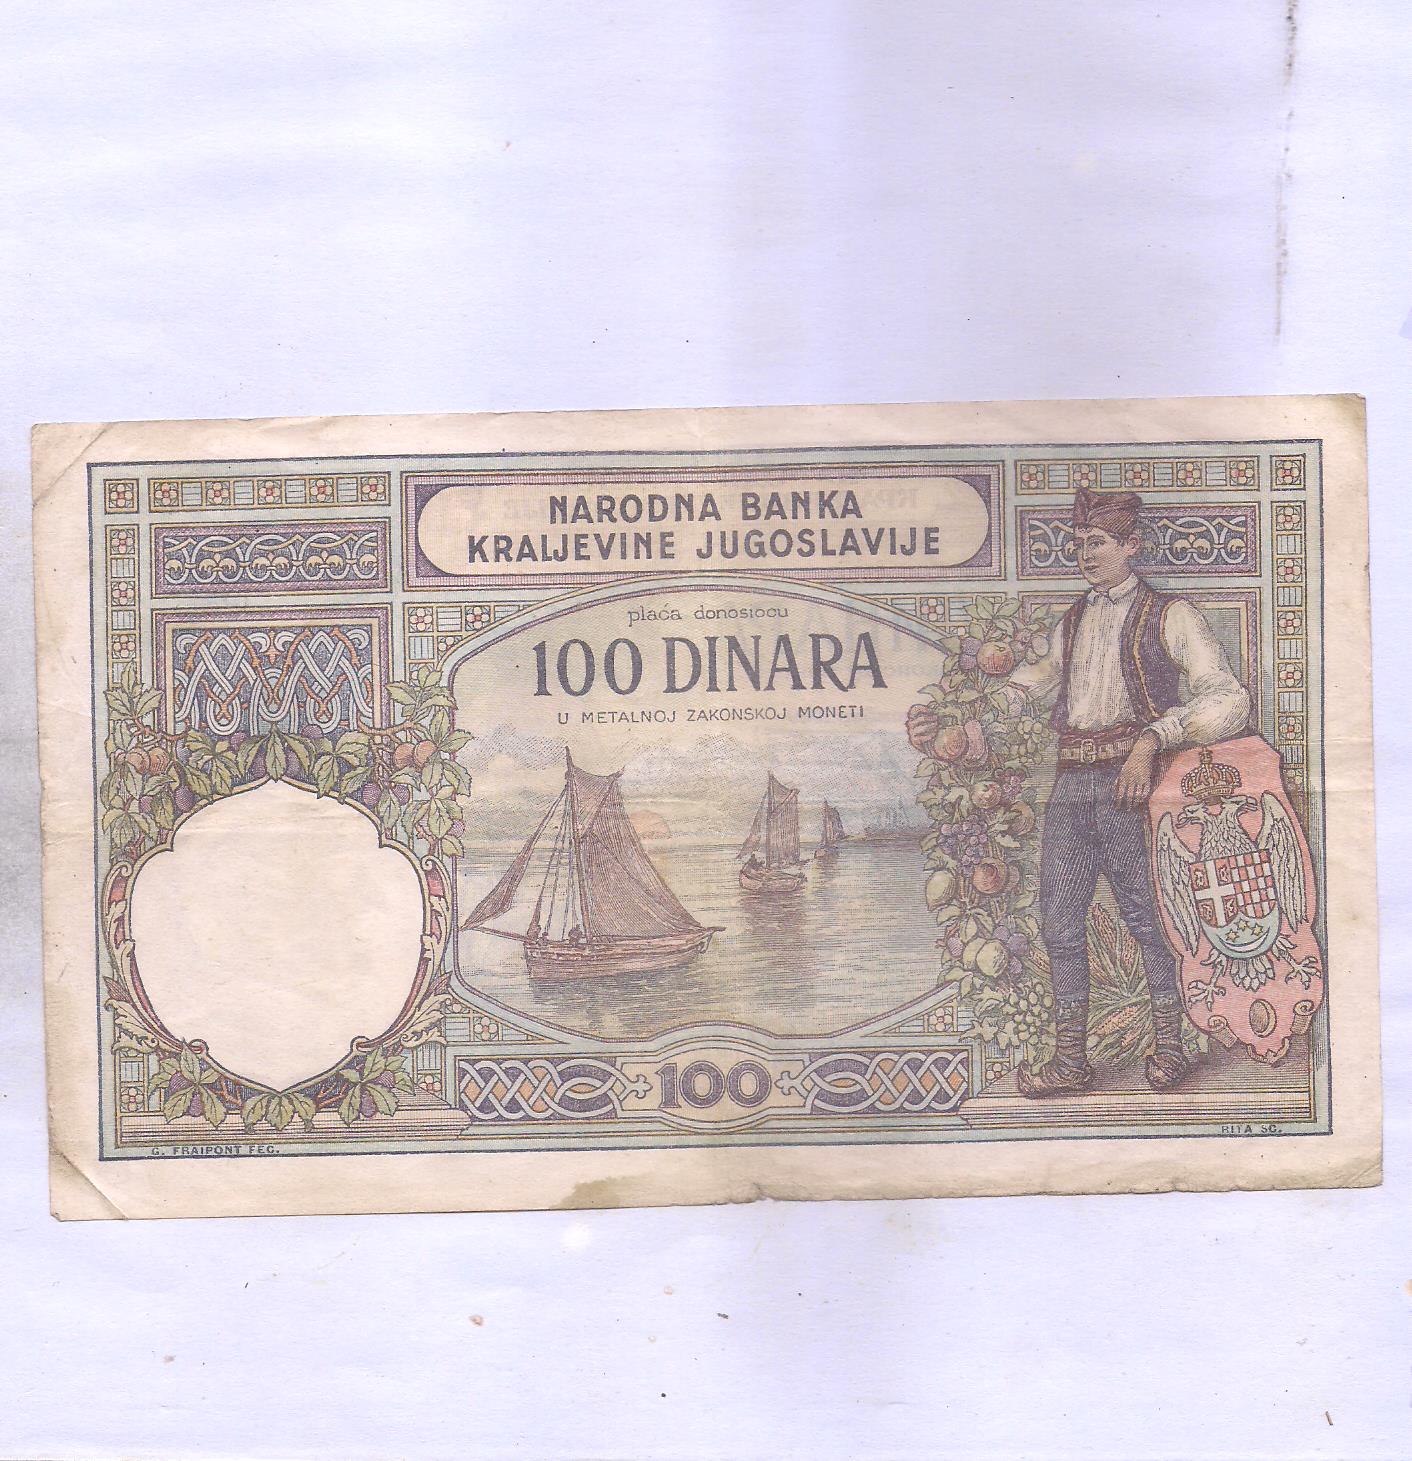 NARODNA BANKA
KRALJEVINE JUGOSLAVIJE
plaća donosiocu
100 DINARA
U METALNOJ ZAKONSKOJ MONETI
100
G. FRAIPONT FEC.
RITA SC.